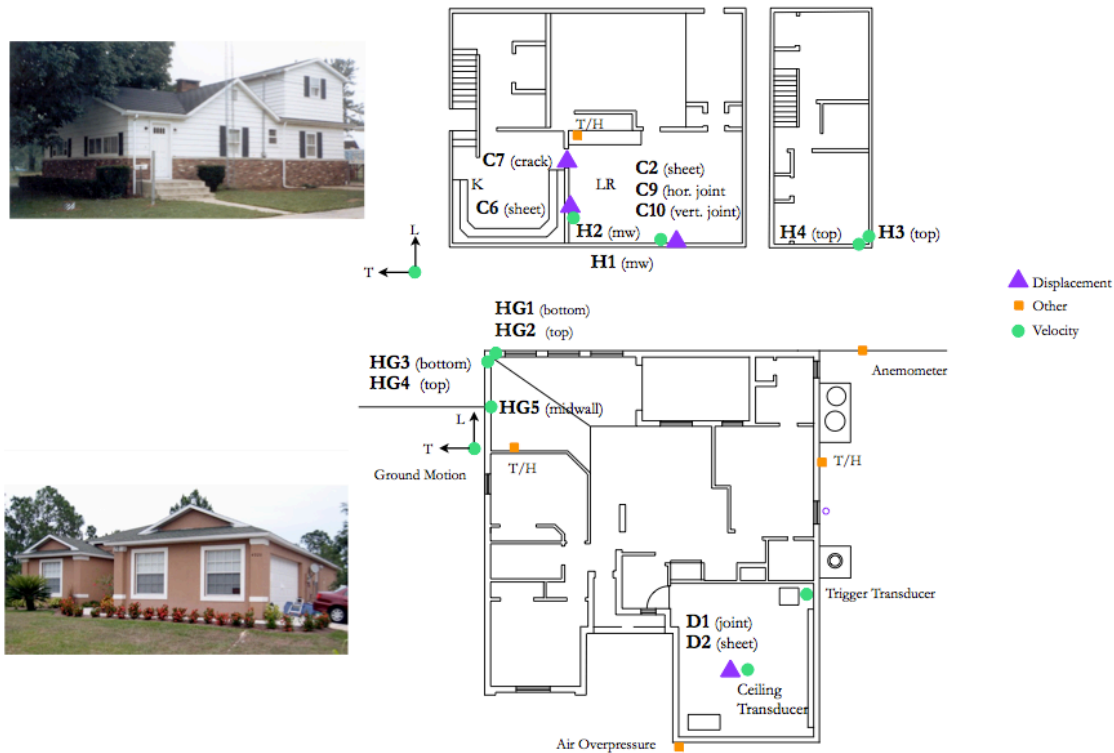 T/H
C7 (crack)
C2 (sheet)
K
LR
C9 (hor. joint
C6 (sheet)
C10 (vert. joint)
L
H2 (mw)
H4 (top)
H3 (top)
T
H1 (mw)
Displacement
Other
Velocity
HG1 (bottom)
HG2 (top)
HG3 (bottom)
HG4 (top)
Anemometer
HG5 (midwall)
L
T
T/H
T/H
Ground Motion
Trigger Transducer
D1 (joint)
D2 (sheet)
Ceiling
Transducer
Air Overpressure